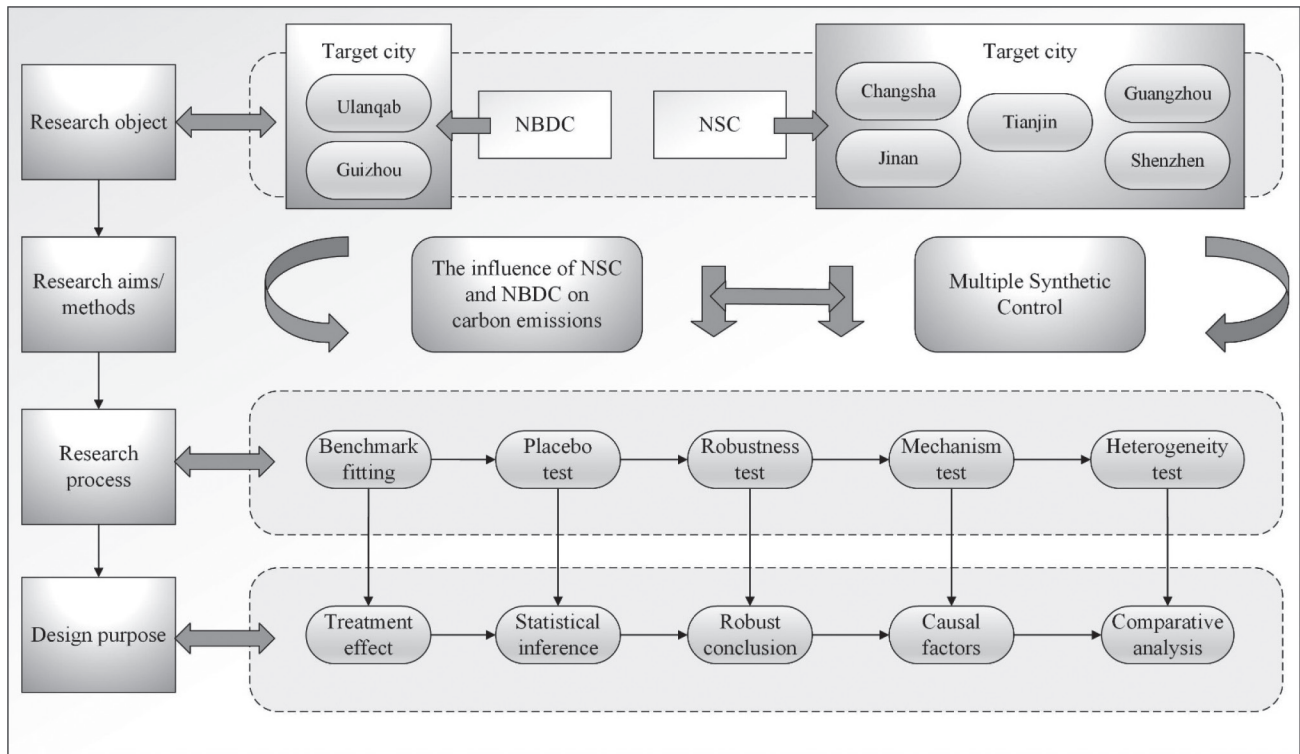 Target city
Target city
Research object
Ulanqab
Guizhou
NBDC
NSC
Changsha
Jinan
Tianjin
Guangzhou
Shenzhen
Research aims/
methods
The influence of NSC
and NBDC on
carbon emissions
Multiple Synthetic
Control
Research
process
Benchmark
fitting
Placebo
test
Robustness
test
Mechanism
test
Heterogeneity
test
Design purpose
Treatment
effect
Statistical
inference
Robust
conclusion
Causal
factors
Comparative
analysis